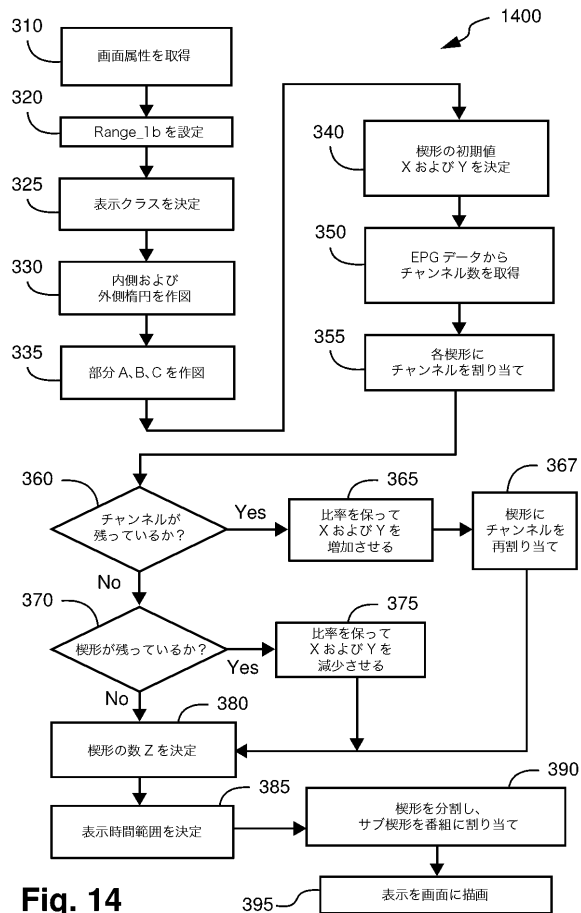 1400
310
画面属性を取得
320
Range_1b を設定
325
表示クラスを決定
330
内側および
外側楕円を作図
335
部分 A、B、C を作図
340
楔形の初期値
X および Y を決定
350
EPG データから
チャンネル数を取得
355
各楔形に
チャンネルを割り当て
360
チャンネルが
残っているか?
Yes
No
365
比率を保って
X および Y を
増加させる
367
楔形に
チャンネルを
再割り当て
370
楔形が残っているか?
Yes
No
375
比率を保って
X および Y を
減少させる
380
楔形の数 Z を決定
385
表示時間範囲を決定
390
楔形を分割し、
サブ楔形を番組に割り当て
395
表示を画面に描画
Fig. 14